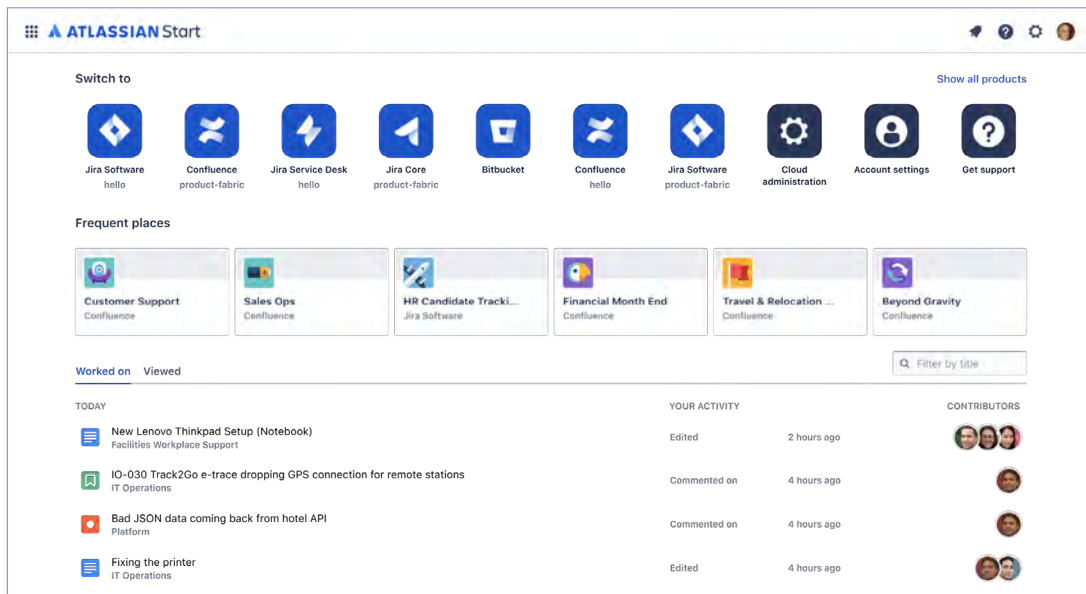 ATLASSIAN Start
Switch to
Show all products
Jira Software
hello
Confluence
product-fabric
Jira Service Desk
hello
Jira Core
product-fabric
Bitbucket
Confluence
hello
Jira Software
product-fabric
Cloud
administration
Account settings
Get support
Frequent places
Customer Support
Confluence
Sales Ops
Confluence
HR Candidate Tracki...
Jira Software
Financial Month End
Confluence
Travel & Relocation ...
Confluence
Beyond Gravity
Confluence
Worked on
Viewed
Filter by title
TODAY
YOUR ACTIVITY
CONTRIBUTORS
New Lenovo Thinkpad Setup (Notebook)
Facilities Workplace Support
Edited
2 hours ago
IO-030 Track2Go e-trace dropping GPS connection for remote stations
IT Operations
Commented on
4 hours ago
Bad JSON data coming back from hotel API
Platform
Commented on
4 hours ago
Fixing the printer
IT Operations
Edited
4 hours ago